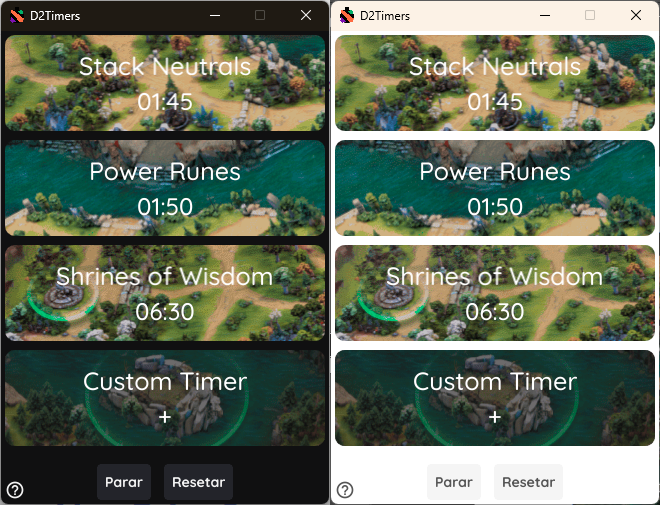 D2Timers
Stack Neutrals
01:45
Power Runes
01:50
Shrines of Wisdom
06:30
Custom Timer
+
Parar Resetar
D2Timers
Stack Neutrals
01:45
Power Runes
01:50
Shrines of Wisdom
06:30
Custom Timer
+
Parar Resetar